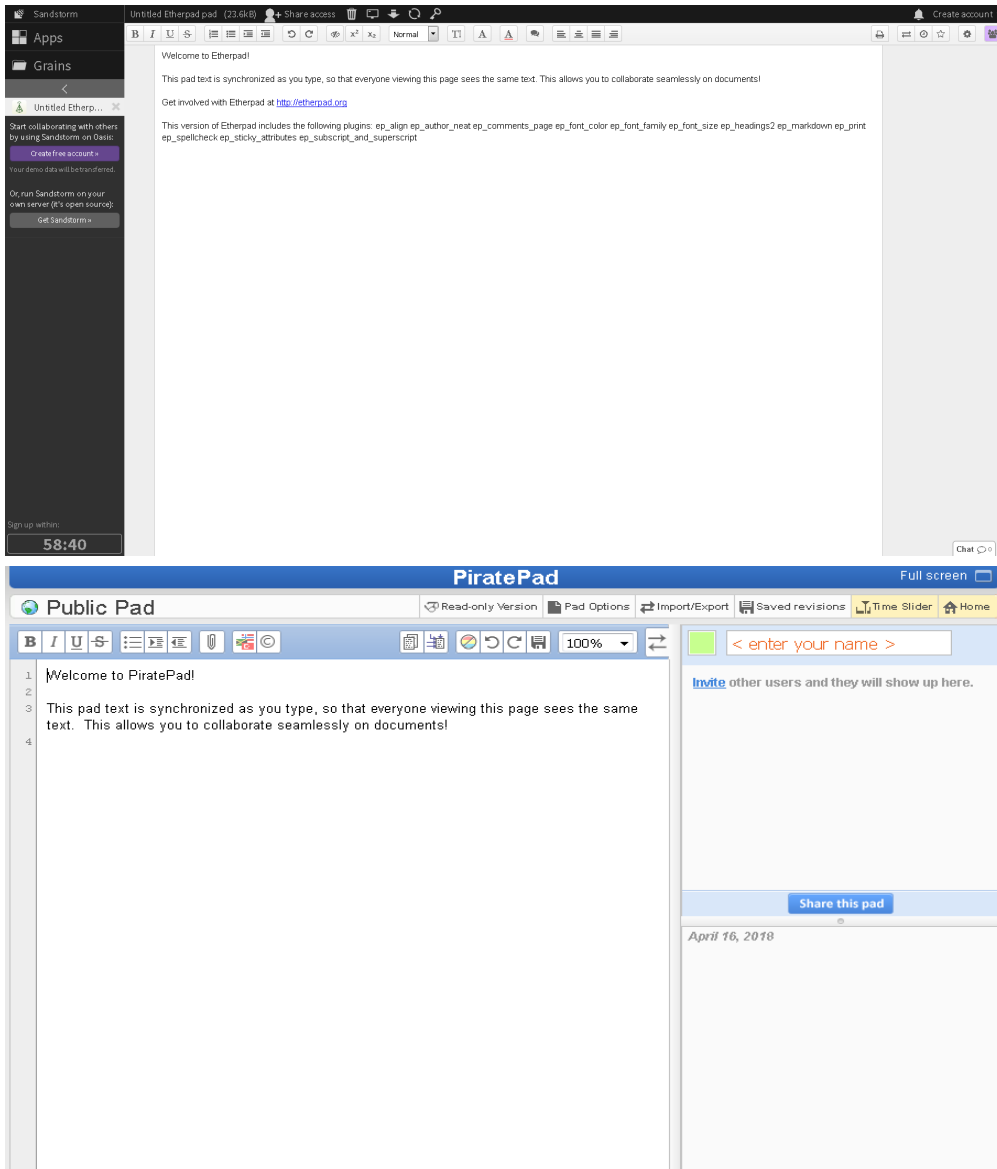 Sandstorm
Untitled Etherpad pad (23.6kB) Share access
Create account
Apps
B I U S x² x₂ Normal TI A A
Grains
Untitled Etherp...
Start collaborating with others
by using Sandstorm on Oasis:
Create free account »
Your demo data will be transferred.
Or, run Sandstorm on your
own server (it's open source):
Get Sandstorm »
Sign up within:
58:40
Welcome to Etherpad!
This pad text is synchronized as you type, so that everyone viewing this page sees the same text. This allows you to collaborate seamlessly on documents!
Get involved with Etherpad at http://etherpad.org
This version of Etherpad includes the following plugins: ep_align ep_author_neat ep_comments_page ep_font_color ep_font_family ep_font_size ep_headings2 ep_markdown ep_print
ep_spellcheck ep_sticky_attributes ep_subscript_and_superscript
Chat 0
PiratePad
Full screen
Public Pad
Read-only Version Pad Options Import/Export Saved revisions Time Slider Home
B I U S © 100%
< enter your name >
1 Welcome to PiratePad!
2
3 This pad text is synchronized as you type, so that everyone viewing this page sees the same
text. This allows you to collaborate seamlessly on documents!
4
Invite other users and they will show up here.
Share this pad
April 16, 2018